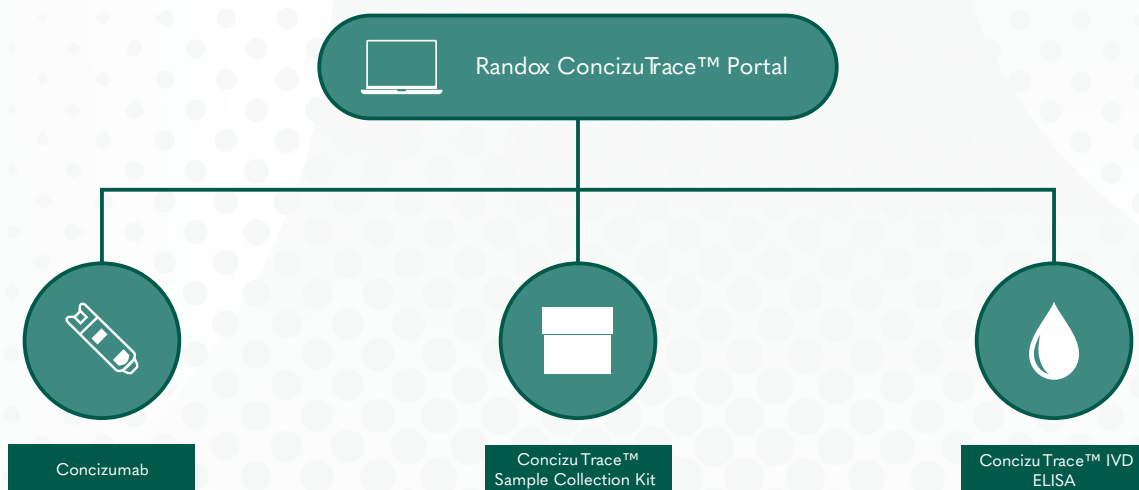 Randox ConcizuTrace™ Portal
Concizumab
ConcizuTrace™
Sample Collection Kit
ConcizuTrace™ IVD
ELISA